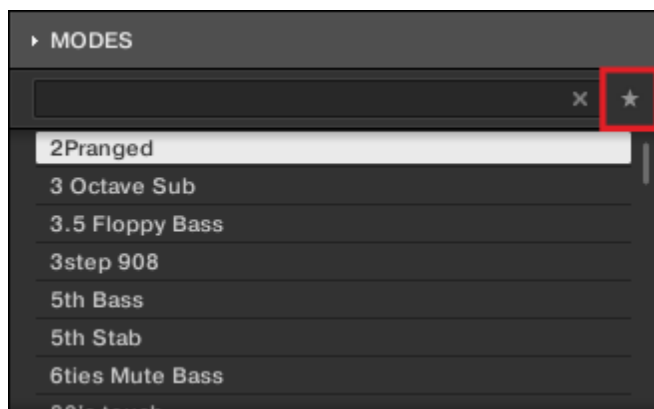 MODES
2Pranged
3 Octave Sub
3.5 Floppy Bass
3step 908
5th Bass
5th Stab
6ties Mute Bass